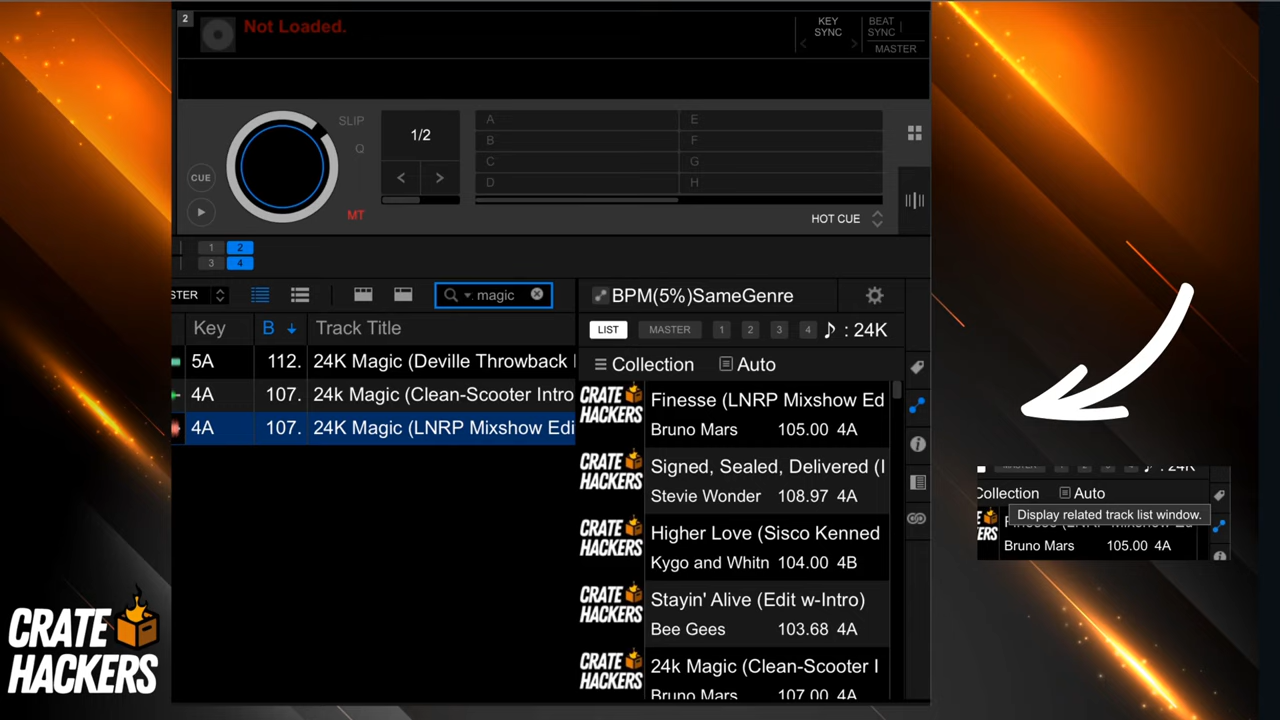 2
Not Loaded.
KEY SYNC
BEAT SYNC
MASTER
SLIP
Q
1/2
A E
B F
C G
D H
CUE
MT
HOT CUE
1 2
3 4
STER
magic
BPM(5%)SameGenre
Key B Track Title
LIST MASTER 1 2 3 4 : 24K
5A 112. 24K Magic (Deville Throwback
Collection Auto
4A 107. 24k Magic (Clean-Scooter Intro
4A 107. 24K Magic (LNRP Mixshow Edi
CRATE HACKERS
Finesse (LNRP Mixshow Ed
Bruno Mars 105.00 4A
CRATE HACKERS
Signed, Sealed, Delivered (I
Stevie Wonder 108.97 4A
CRATE HACKERS
Higher Love (Sisco Kenned
Kygo and Whitn 104.00 4B
CRATE HACKERS
Stayin' Alive (Edit w-Intro)
Bee Gees 103.68 4A
CRATE HACKERS
24k Magic (Clean-Scooter I
Bruno Mars 107.00 4A
: 24K
Collection Auto
Display related track list window.
Bruno Mars 105.00 4A
CRATE
HACKERS